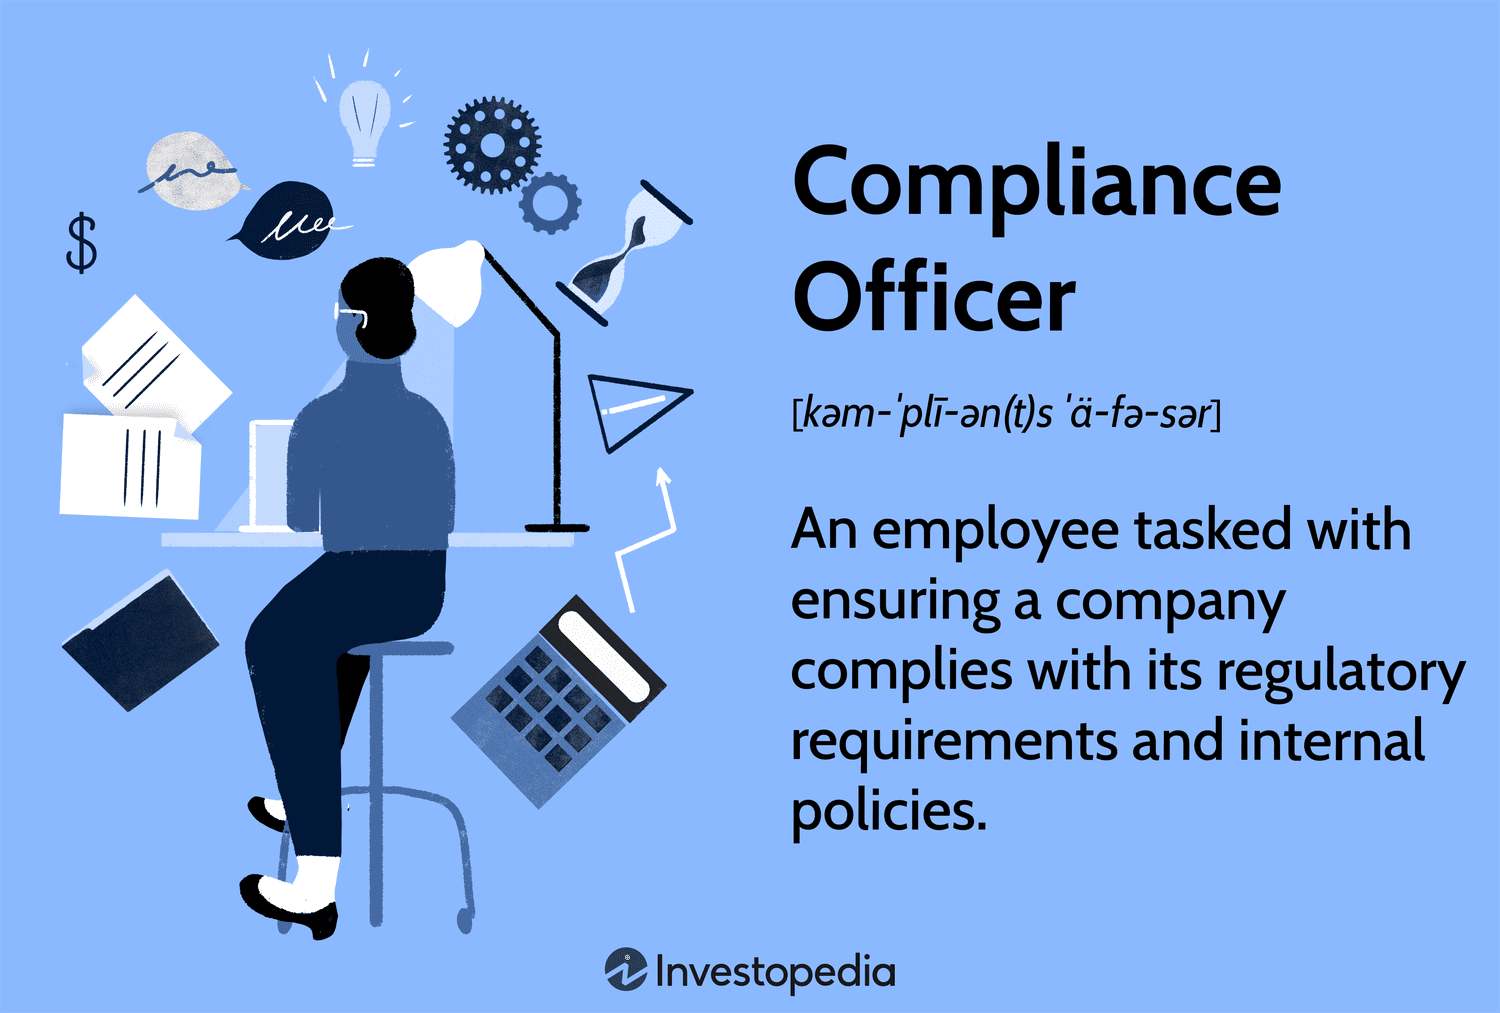 $
Compliance
Officer
[kəm-ˈplī-ən(t)s ˈä-fə-sər]
An employee tasked with
ensuring a company
complies with its regulatory
requirements and internal
policies.
Investopedia